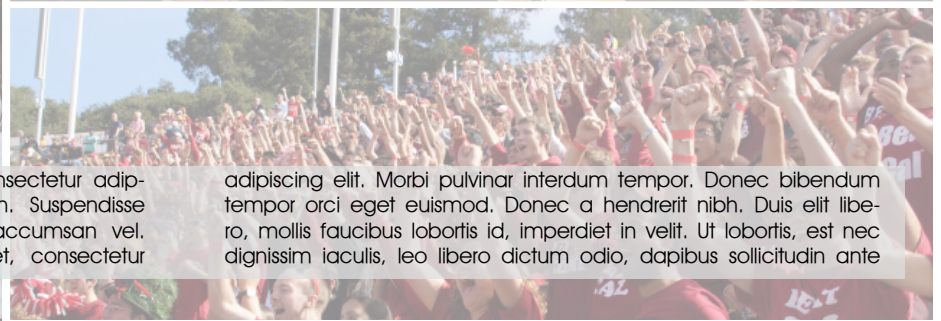 nsectetur adip-
n. Suspendisse
accumsan vel.
et, consectetur
adipiscing elit. Morbi pulvinar interdum tempor. Donec bibendum
tempor orci eget euismod. Donec a hendrerit nibh. Duis elit libe-
ro, mollis faucibus lobortis id, imperdiet in velit. Ut lobortis, est nec
dignissim iaculis, leo libero dictum odio, dapibus sollicitudin ante